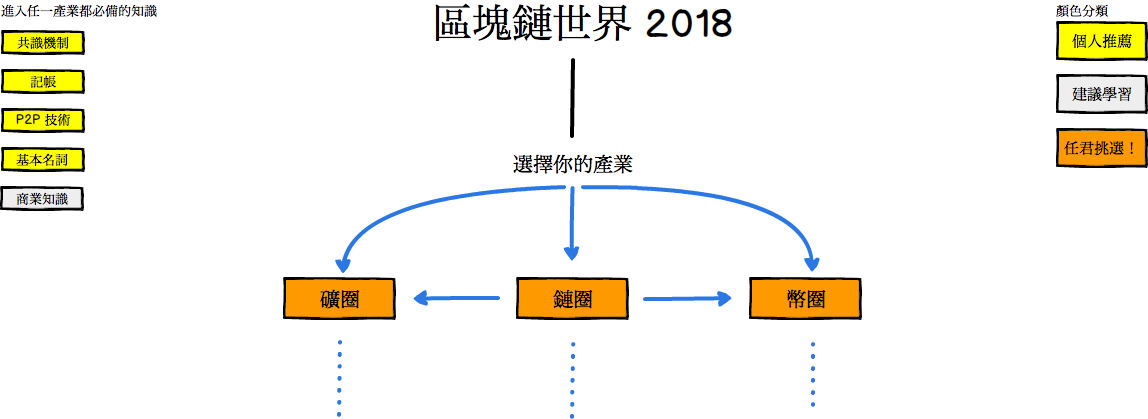 進入任一產業都必備的知識
共識機制
記帳
P2P 技術
基本名詞
商業知識
區塊鏈世界 2018
選擇你的產業
礦圈
鏈圈
幣圈
顏色分類
個人推薦
建議學習
任君挑選！